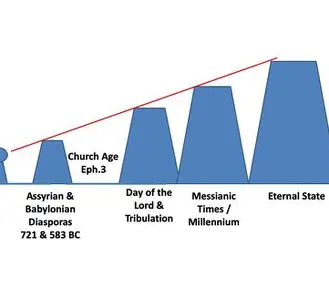 Church Age
Eph.3
Assyrian &
Babylonian
Diasporas
721 & 583 BC
Day of the
Lord &
Tribulation
Messianic
Times /
Millennium
Eternal State